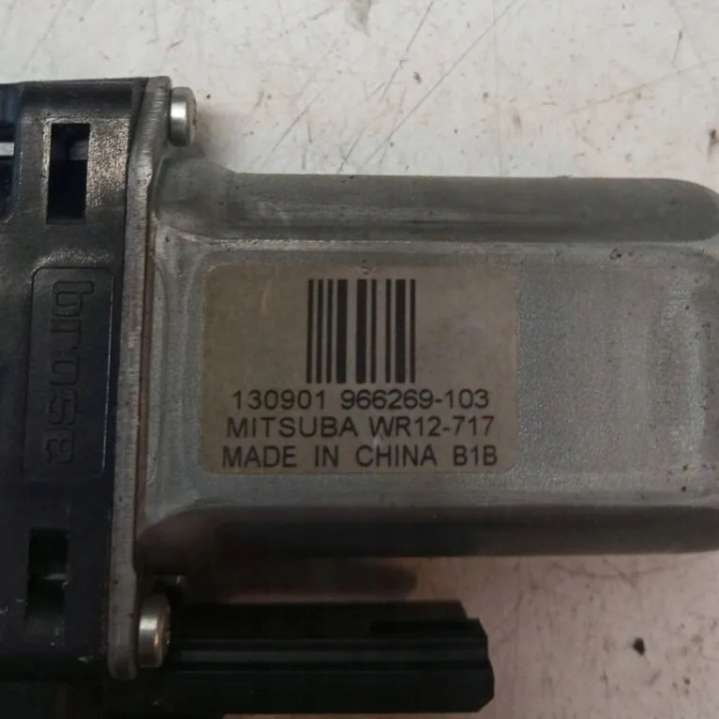 brose
130901 966269-103
MITSUBA WR12-717
MADE IN CHINA B1B